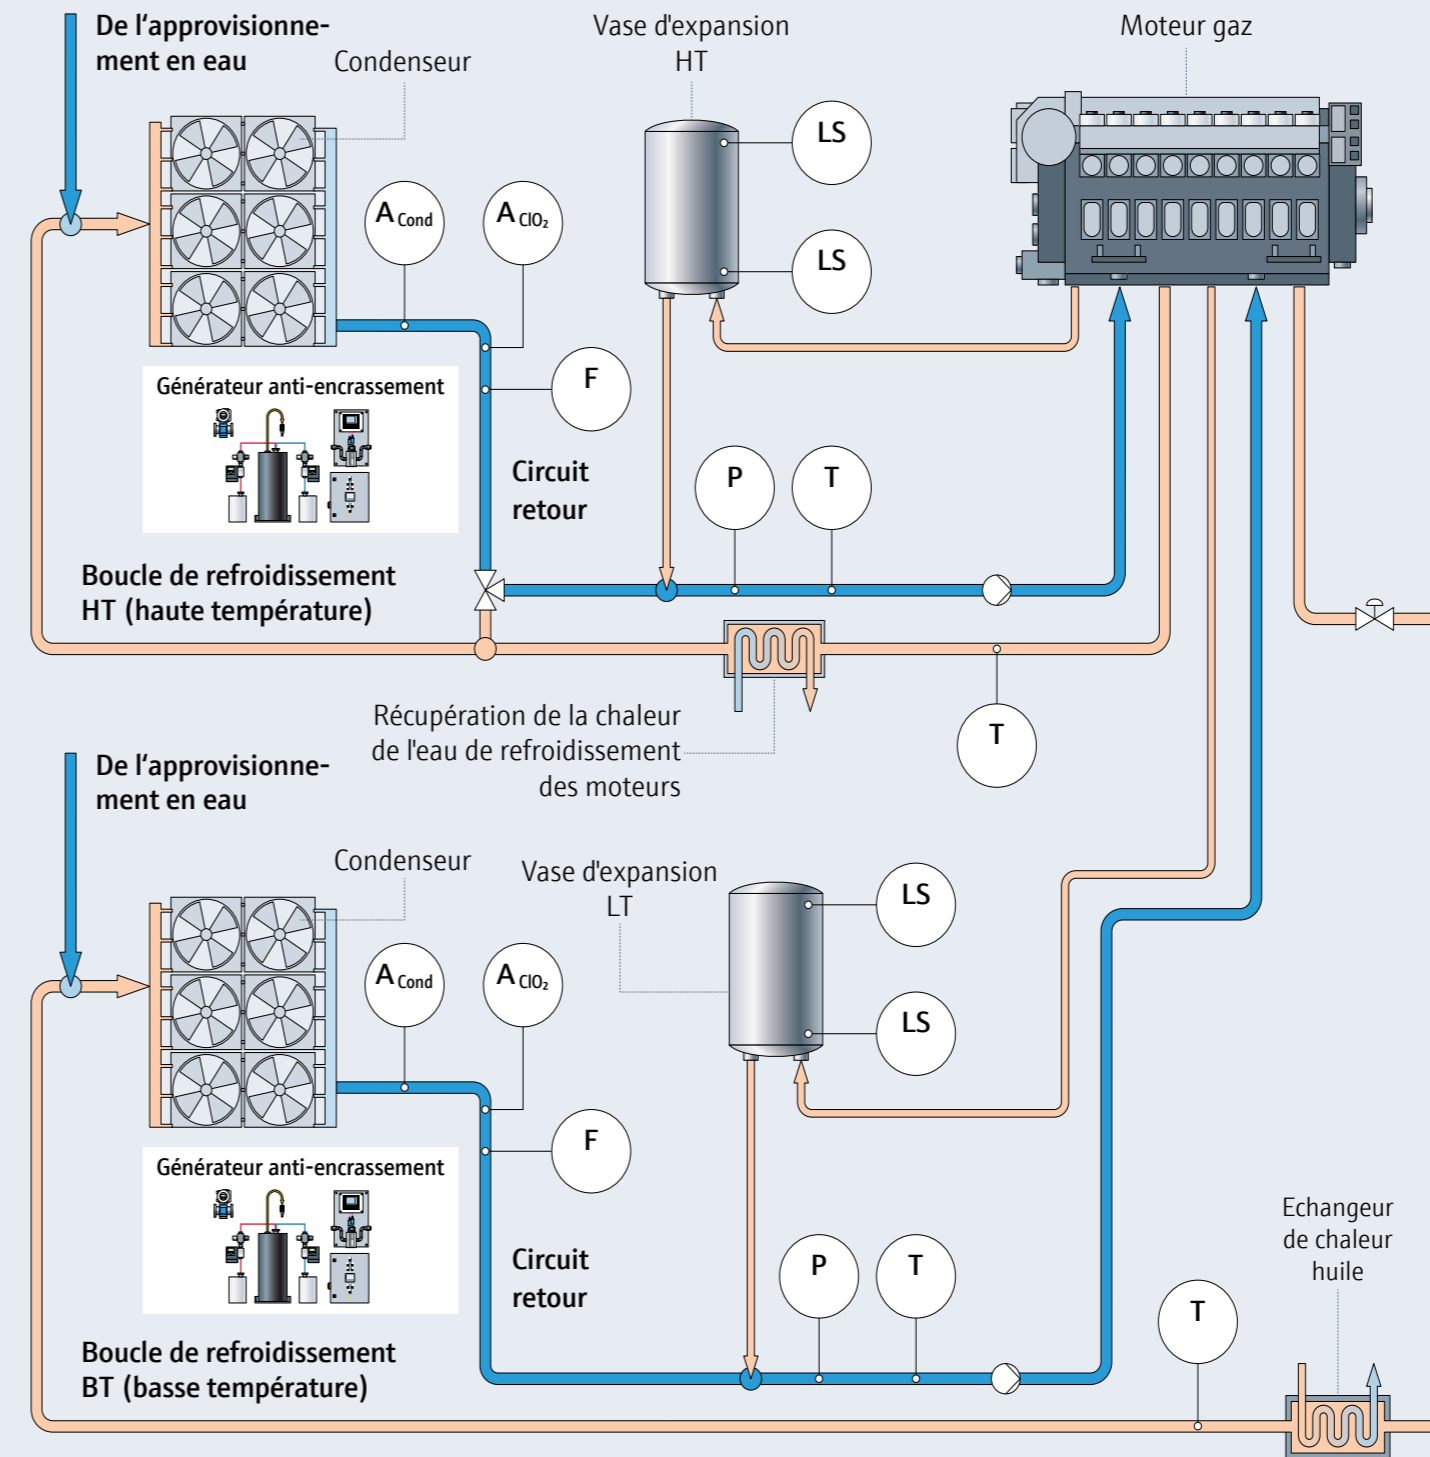 De l‘approvisionne-
ment en eau
Condenseur
Vase d'expansion
HT
Moteur gaz
LS
LS
A Cond
A ClO₂
F
Générateur anti-encrassement
Circuit
retour
P
T
Boucle de refroidissement
HT (haute température)
Récupération de la chaleur
de l'eau de refroidissement
des moteurs
T
De l‘approvisionne-
ment en eau
Condenseur
Vase d'expansion
LT
LS
LS
A Cond
A ClO₂
F
Générateur anti-encrassement
Circuit
retour
P
T
Echangeur
de chaleur
huile
T
Boucle de refroidissement
BT (basse température)